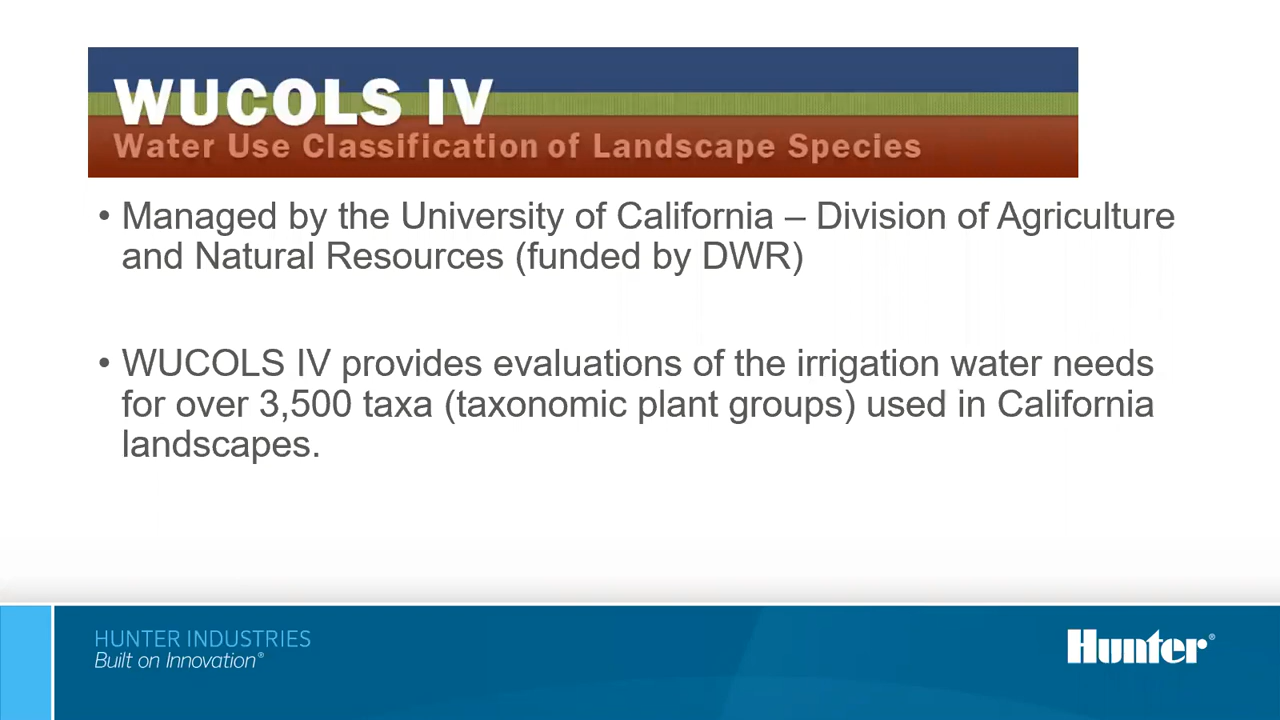 WUCOLS IV
Water Use Classification of Landscape Species
• Managed by the University of California – Division of Agriculture
and Natural Resources (funded by DWR)
• WUCOLS IV provides evaluations of the irrigation water needs
for over 3,500 taxa (taxonomic plant groups) used in California
landscapes.
HUNTER INDUSTRIES
Built on Innovation®
Hunter®